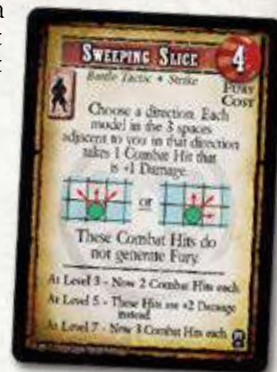 SWEEPING SLICE
4
Battle Tactic • Strike
FURY
COST
Choose a direction. Each
model in the 3 spaces
adjacent to you in that direction
takes 1 Combat Hit that
is +1 Damage.
or
These Combat Hits do
not generate Fury.
At Level 3 - Now 2 Combat Hits each.
At Level 5 - These Hits are +2 Damage
instead.
At Level 7 - Now 3 Combat Hits each.